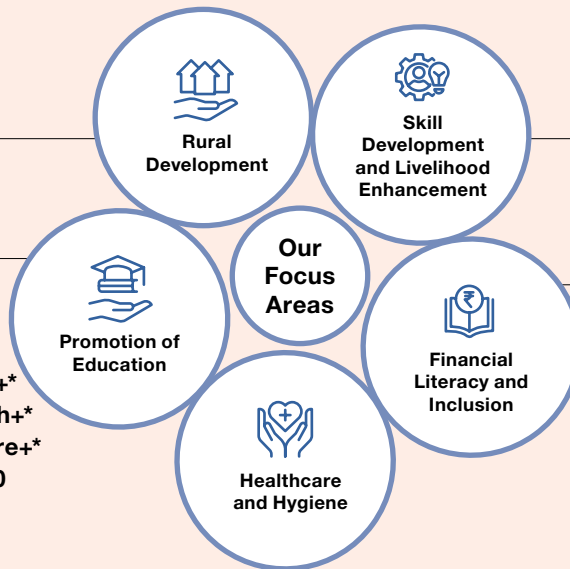 Rural
Development
Skill
Development
and Livelihood
Enhancement
Our
Focus
Areas
Promotion of
Education
₹
Financial
Literacy and
Inclusion
Healthcare
and Hygiene